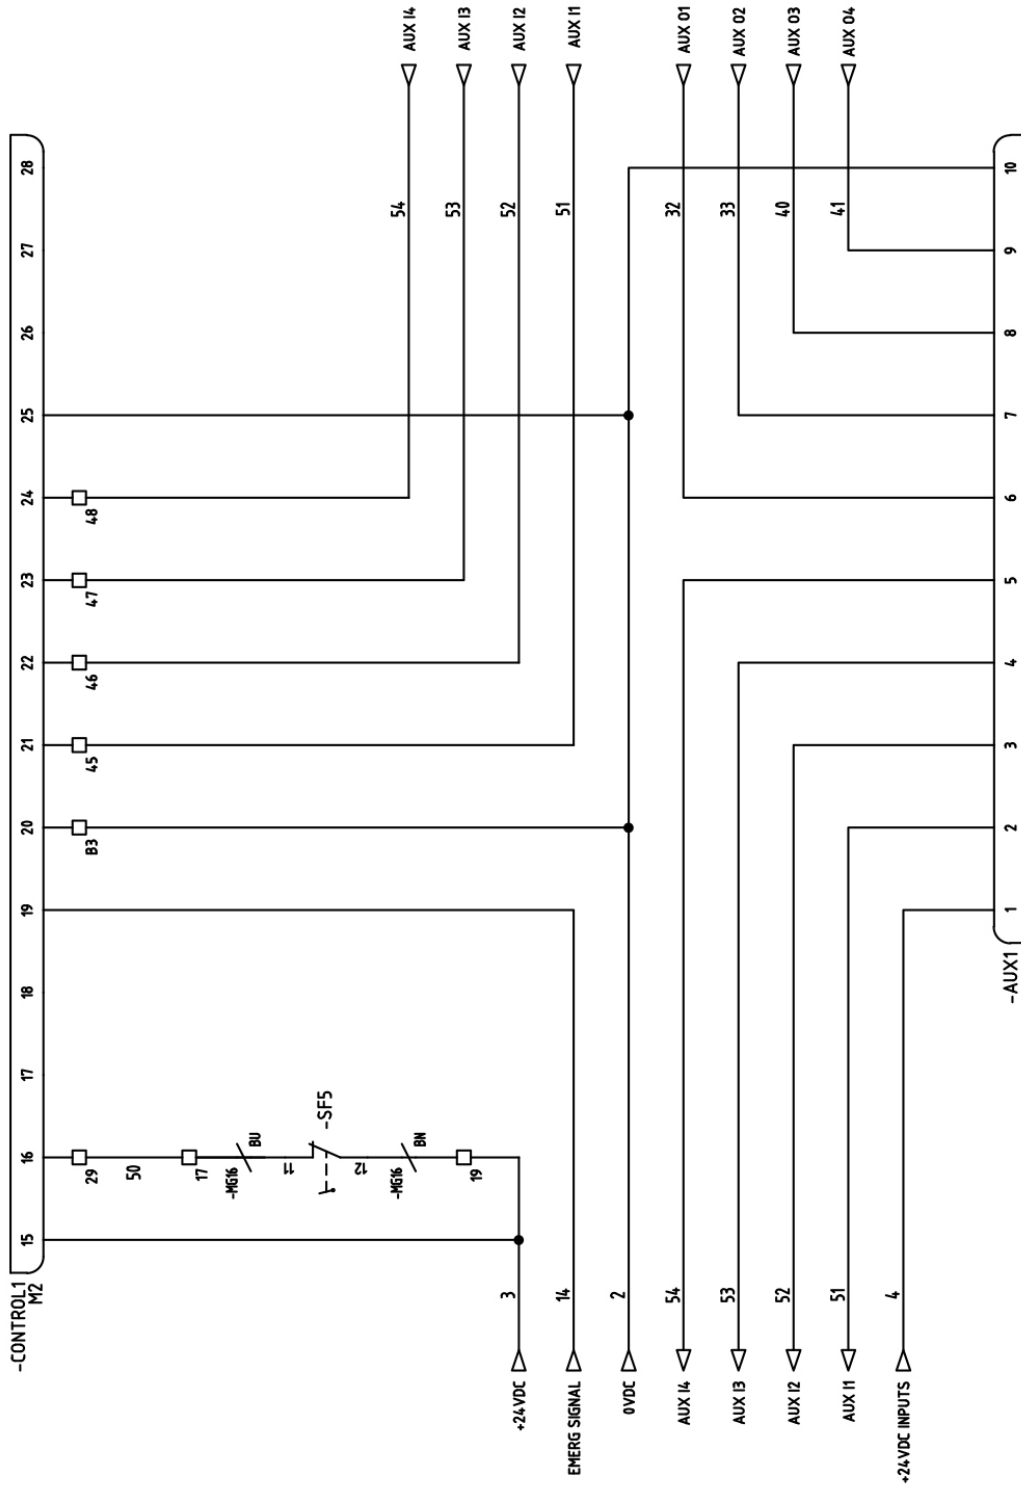 -CONTROL1
M2
15 16 17 18 19 20 21 22 23 24 25 26 27 28
29 B3 45 46 47 48
50
17
-MG16 BU
11
-SF5
12
-MG16 BN
54
AUX I4
53
AUX I3
19
3 52
+24VDC AUX I2
14 51
EMERG SIGNAL AUX I1
2
0VDC
54 32
AUX I4 AUX O1
53 33
AUX I3 AUX O2
52 40
AUX I2 AUX O3
51 41
AUX I1 AUX O4
4
+24VDC INPUTS
1 2 3 4 5 6 7 8 9 10
-AUX1